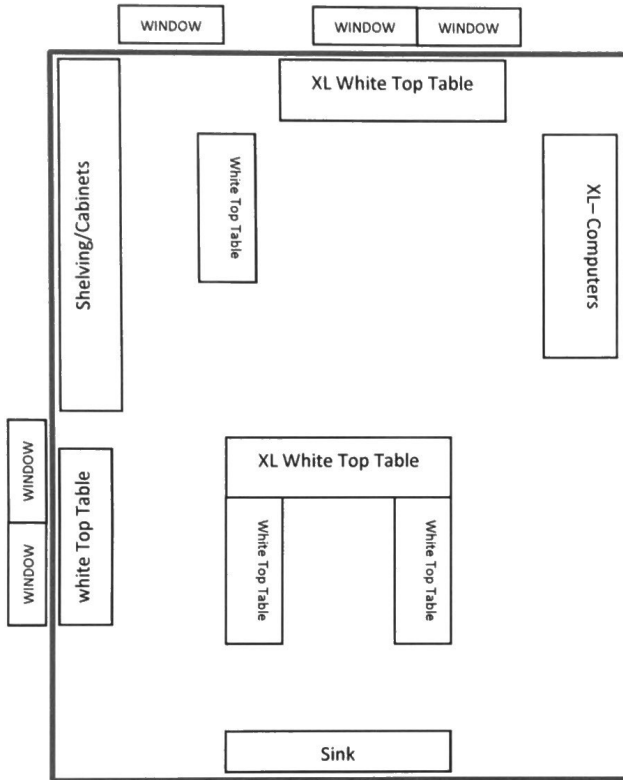 WINDOW
WINDOW
WINDOW
XL White Top Table
Shelving/Cabinets
White Top Table
XL– Computers
WINDOW
WINDOW
white Top Table
XL White Top Table
White Top Table
White Top Table
Sink